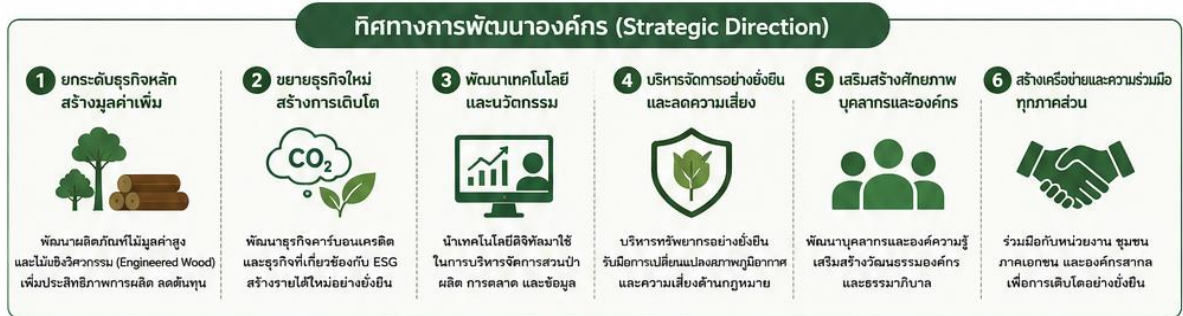 ทิศทางการพัฒนาองค์กร (Strategic Direction)
1 ยกระดับธุรกิจหลัก
สร้างมูลค่าเพิ่ม
พัฒนาผลิตภัณฑ์ไม้มูลค่าสูง
และไม้เชิงวิศวกรรม (Engineered Wood)
เพิ่มประสิทธิภาพการผลิต ลดต้นทุน
2 ขยายธุรกิจใหม่
สร้างการเติบโต
CO2
พัฒนาธุรกิจคาร์บอนเครดิต
และธุรกิจที่เกี่ยวข้องกับ ESG
สร้างรายได้ใหม่อย่างยั่งยืน
3 พัฒนาเทคโนโลยี
และนวัตกรรม
นำเทคโนโลยีดิจิทัลมาใช้
ในการบริหารจัดการสวนป่า
ผลิต การตลาด และข้อมูล
4 บริหารจัดการอย่างยั่งยืน
และลดความเสี่ยง
บริหารทรัพยากรอย่างยั่งยืน
รับมือการเปลี่ยนแปลงสภาพภูมิอากาศ
และความเสี่ยงด้านกฎหมาย
5 เสริมสร้างศักยภาพ
บุคลากรและองค์กร
พัฒนาบุคลากรและองค์ความรู้
เสริมสร้างวัฒนธรรมองค์กร
และธรรมาภิบาล
6 สร้างเครือข่ายและความร่วมมือ
ทุกภาคส่วน
ร่วมมือกับหน่วยงาน ชุมชน
ภาคเอกชน และองค์กรสากล
เพื่อการเติบโตอย่างยั่งยืน